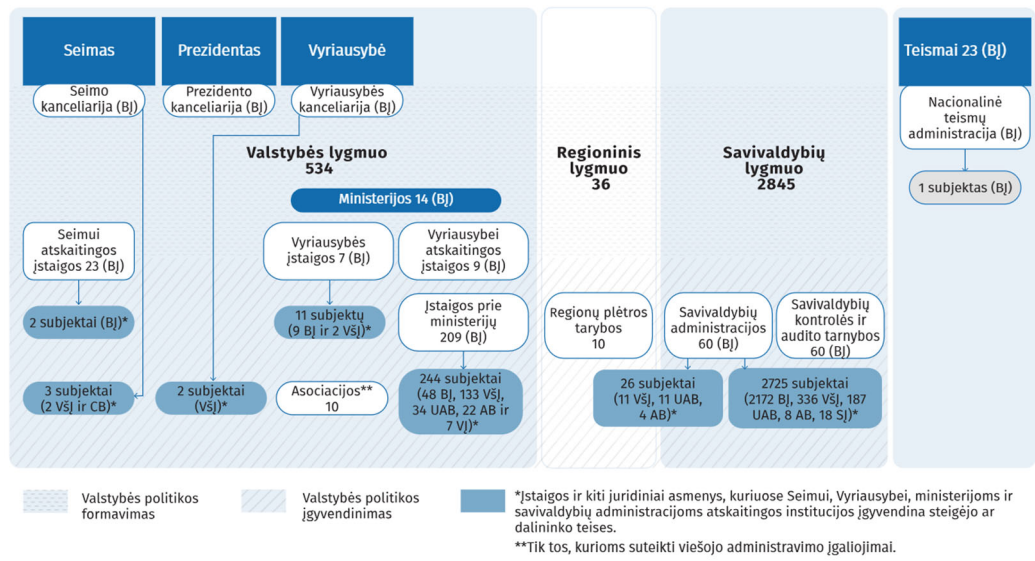 Seimas
Prezidentas
Vyriausybė
Teismai 23 (BĮ)
Seimo
kanceliarija (BĮ)
Prezidento
kanceliarija (BĮ)
Vyriausybės
kanceliarija (BĮ)
Nacionalinė
teismų
administracija (BĮ)
Valstybės lygmuo
534
Regioninis
lygmuo
36
Savivaldybių
lygmuo
2845
1 subjektas (BĮ)
Ministerijos 14 (BĮ)
Seimui
atskaitingos
įstaigos 23 (BĮ)
Vyriausybės
įstaigos 7 (BĮ)
Vyriausybei
atskaitingos
įstaigos 9 (BĮ)
2 subjektai (BĮ)*
11 subjektų
(9 BĮ ir 2 VšĮ)*
Įstaigos prie
ministerijų
209 (BĮ)
Regionų plėtros
tarybos
10
Savivaldybių
administracijos
60 (BĮ)
Savivaldybių
kontrolės ir
audito tarnybos
60 (BĮ)
3 subjektai
(2 VšĮ ir CB)*
2 subjektai
(VšĮ)*
Asociacijos**
10
244 subjektai
(48 BĮ, 133 VšĮ,
34 UAB, 22 AB ir
7 VĮ)*
26 subjektai
(11 VšĮ, 11 UAB,
4 AB)*
2725 subjektai
(2172 BĮ, 336 VšĮ, 187
UAB, 8 AB, 18 SĮ)*
Valstybės politikos
formavimas
Valstybės politikos
įgyvendinimas
*Įstaigos ir kiti juridiniai asmenys, kuriuose Seimui, Vyriausybei, ministerijoms ir
savivaldybių administracijoms atskaitingos institucijos įgyvendina steigėjo ar
dalininko teises.
**Tik tos, kurioms suteikti viešojo administravimo įgaliojimai.